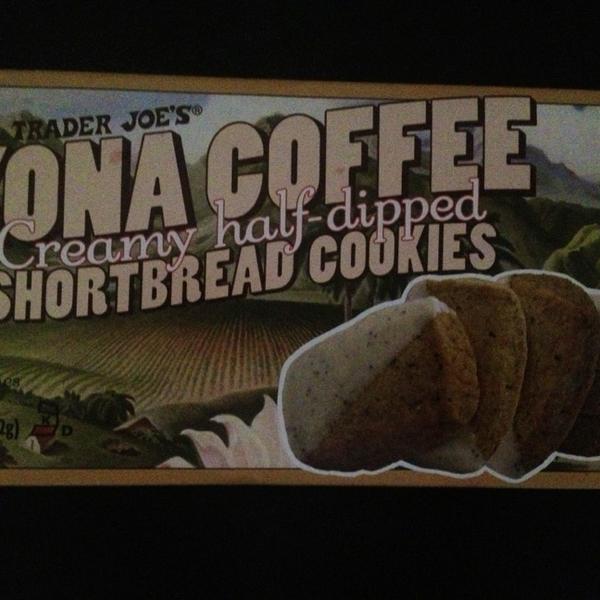 TRADER JOE'S®
ONA COFFEE
Creamy half-dipped
SHORTBREAD COOKIES
g)
K D